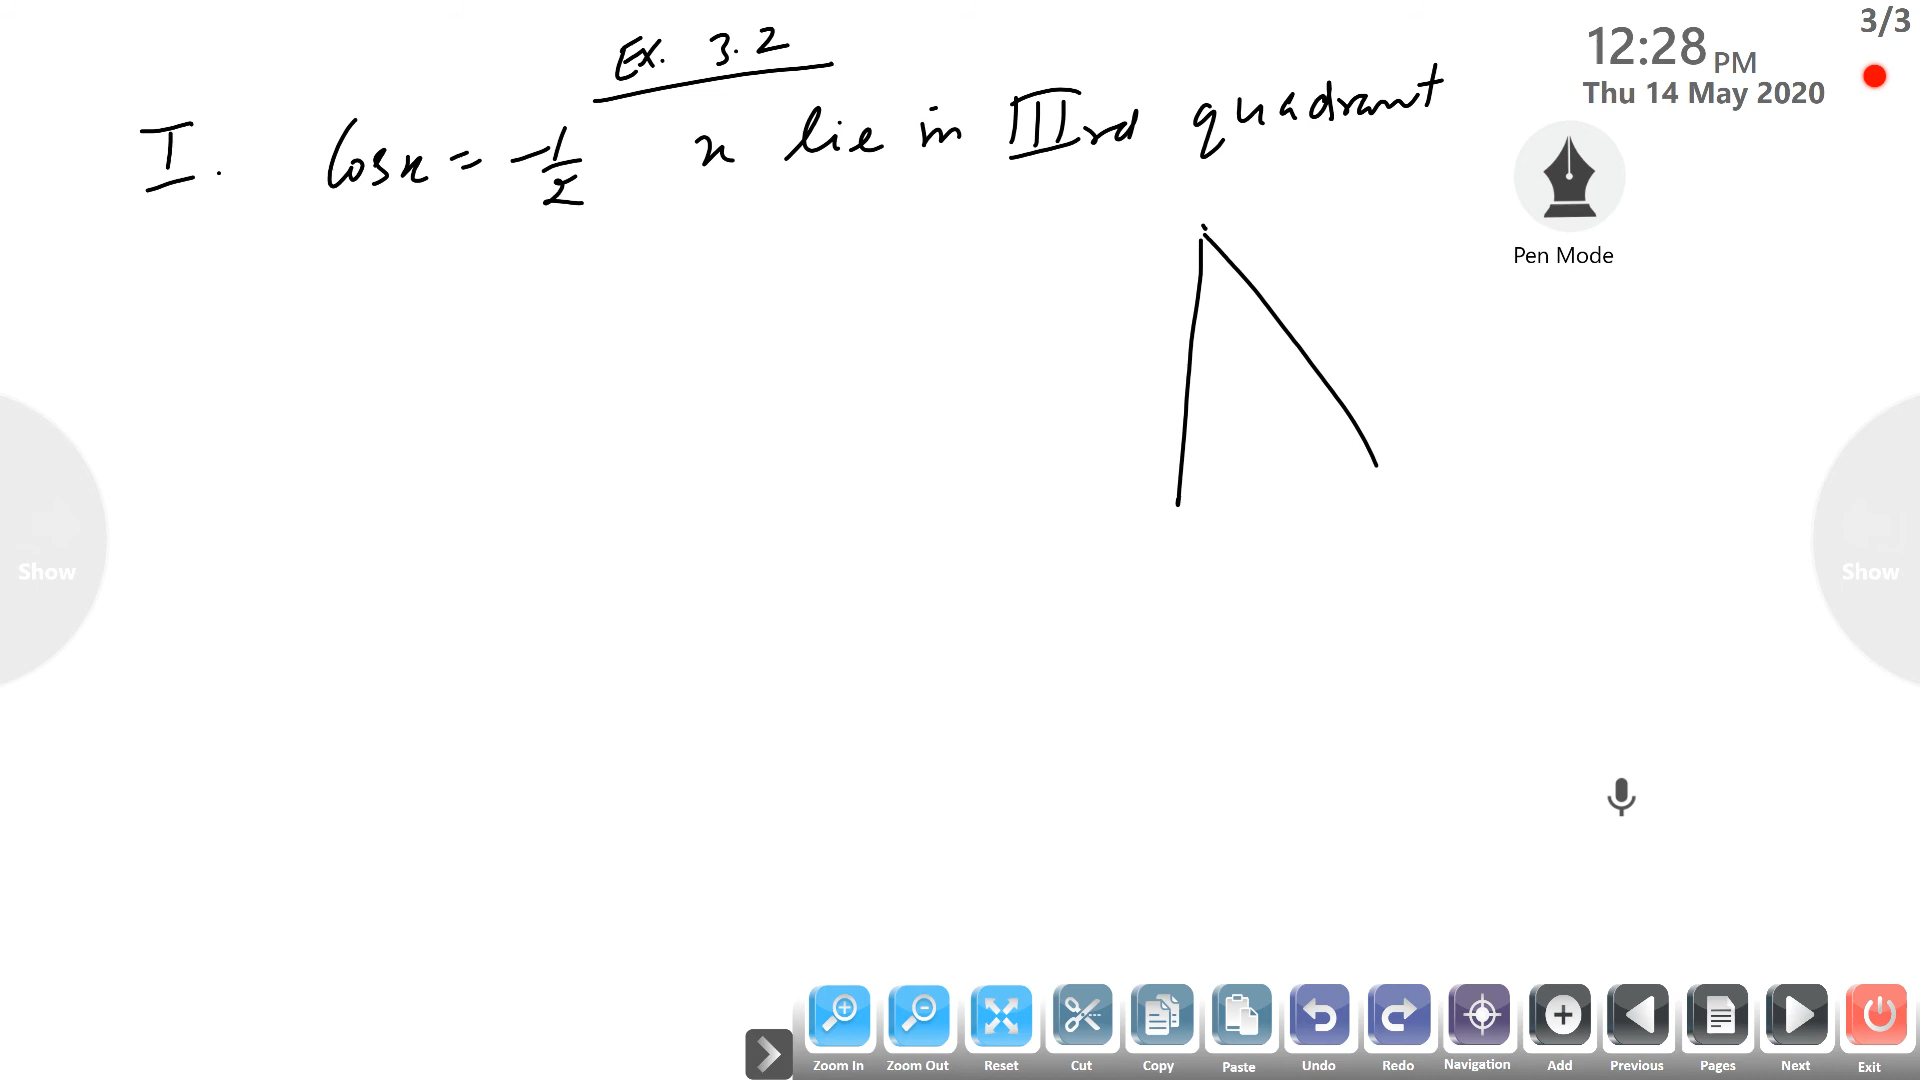 3/3
12:28 PM
Thu 14 May 2020
Ex. 3.2
I. Cosx = -1/2 x lie in IIIrd quadrant
Pen Mode
Show
Show
Zoom In Zoom Out Reset Cut Copy Paste Undo Redo Navigation Add Previous Pages Next Exit